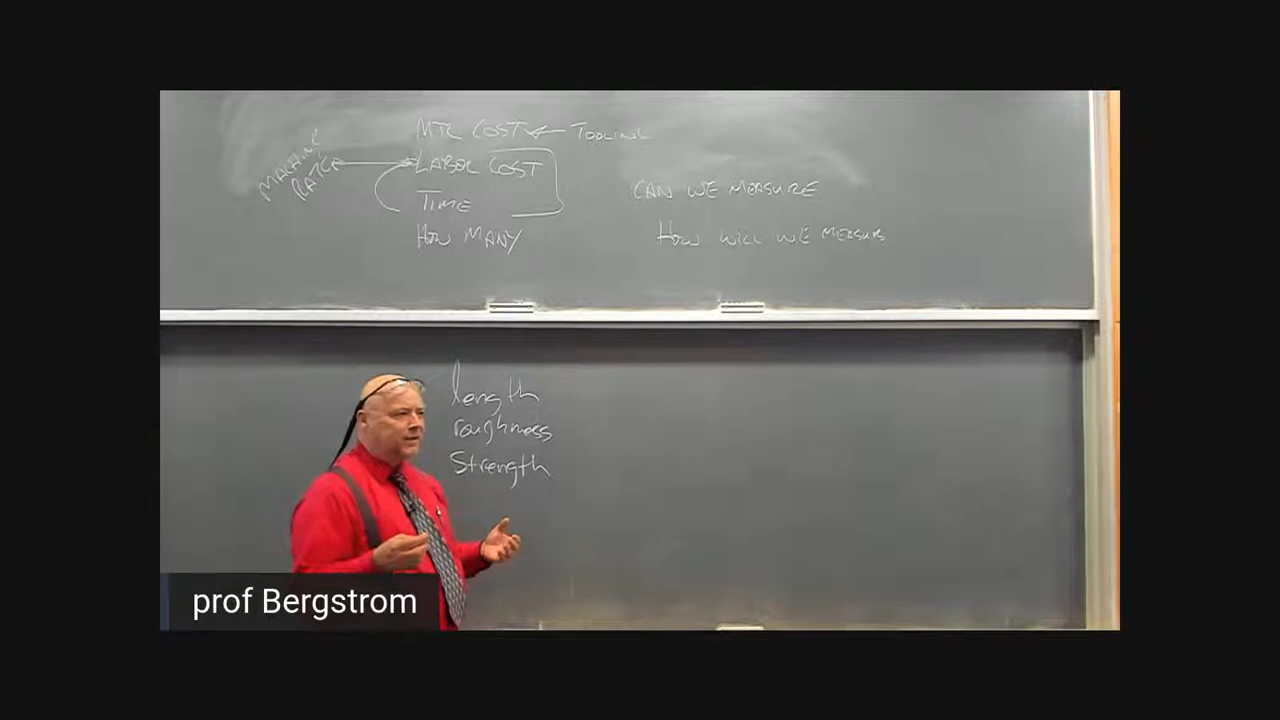 MTL COST ← TOOLING
MACHINE
RATE
LABOR COST
TIME
HOW MANY
CAN WE MEASURE
HOW WILL WE MEASURE
length
roughness
Strength
prof Bergstrom